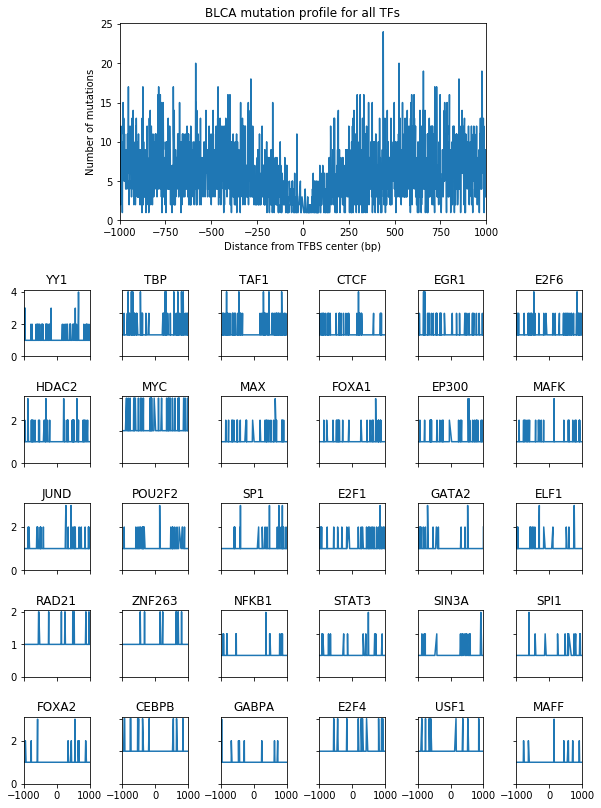 BLCA mutation profile for all TFs
Number of mutations
25
20
15
10
5
0
−1000 −750 −500 −250 0 250 500 750 1000
Distance from TFBS center (bp)
YY1 TBP TAF1 CTCF EGR1 E2F6
4
2
0
HDAC2 MYC MAX FOXA1 EP300 MAFK
2
0
JUND POU2F2 SP1 E2F1 GATA2 ELF1
2
0
RAD21 ZNF263 NFKB1 STAT3 SIN3A SPI1
2
1
0
FOXA2 CEBPB GABPA E2F4 USF1 MAFF
2
0
−1000 0 1000 −1000 0 1000 −1000 0 1000 −1000 0 1000 −1000 0 1000 −1000 0 1000